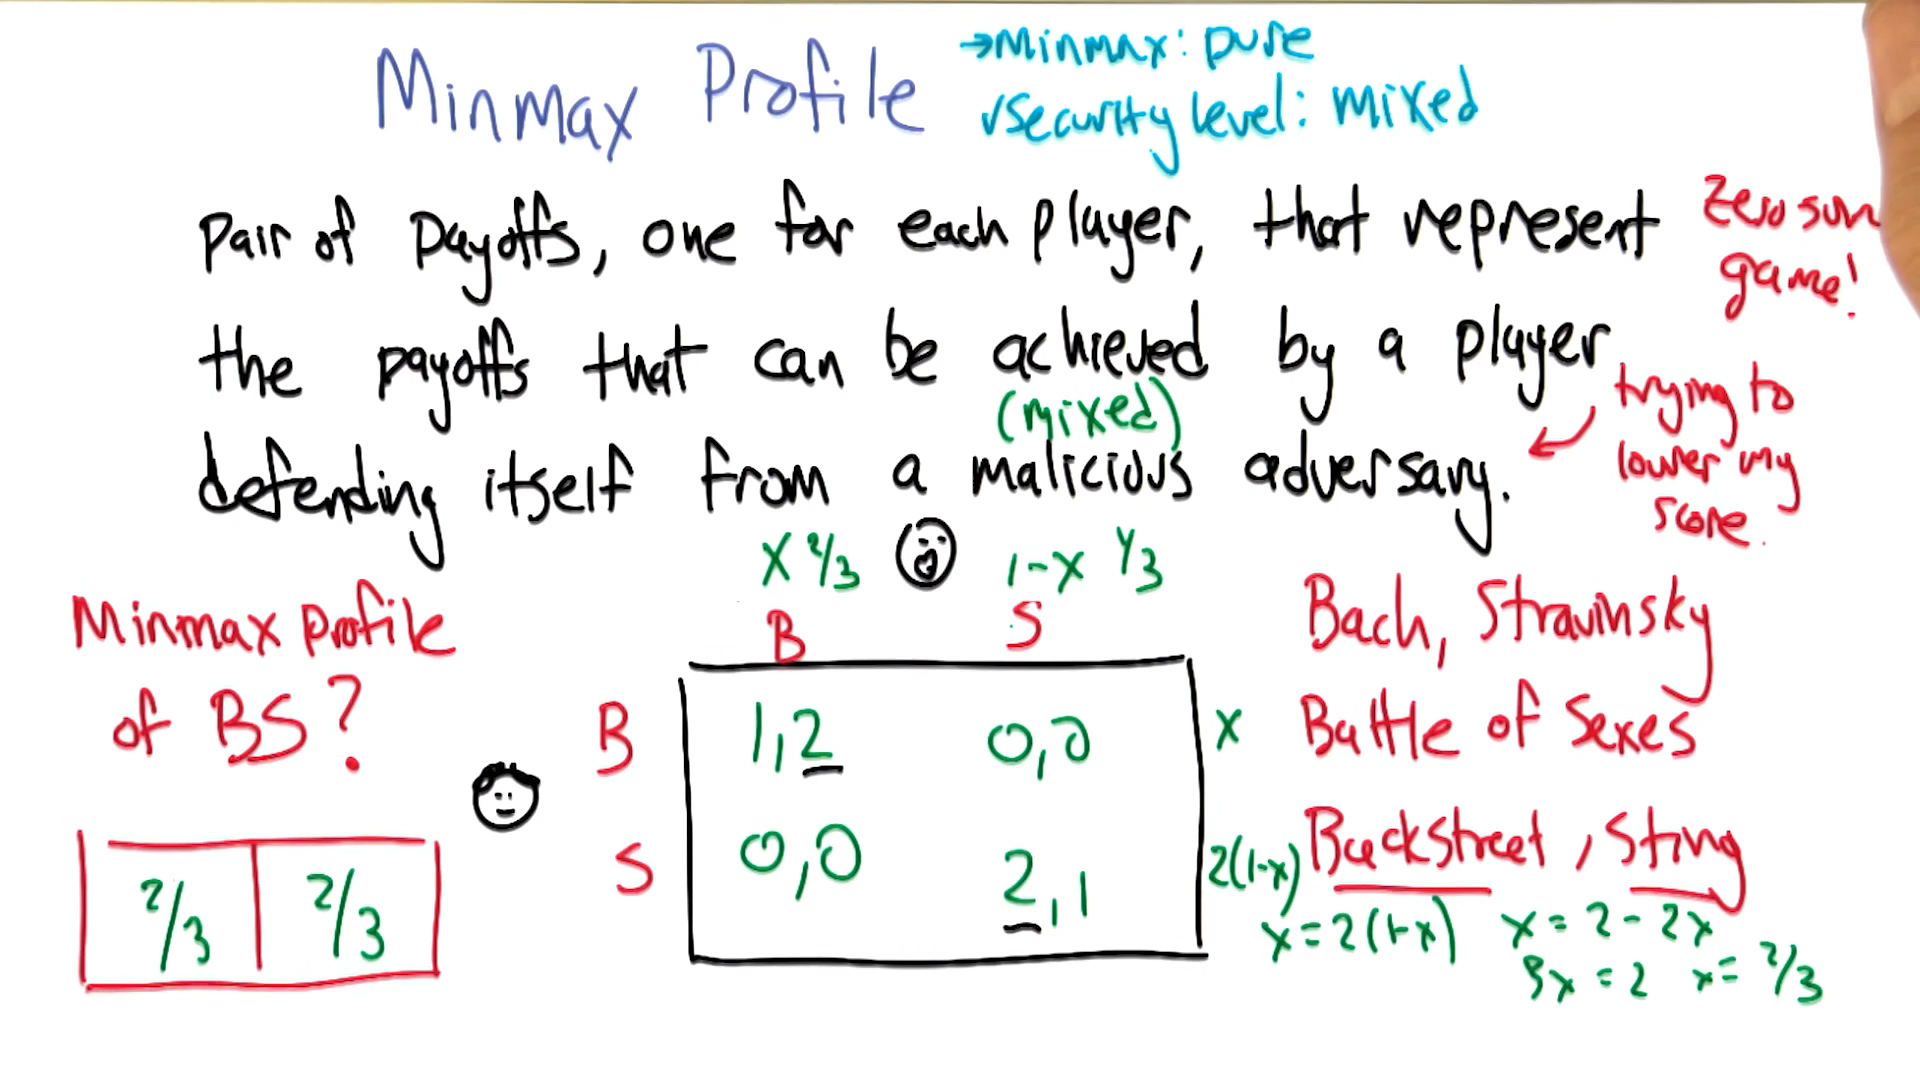 Minmax Profile
→Minmax: pure
✓Security level: mixed
pair of payoffs, one for each player, that represent
the payoffs that can be achieved by a player
(mixed)
defending itself from a malicious adversary.
Zero sum
game!
trying to
lower my
score.
X 2/3
1-X 1/3
B
S
Minmax profile
of BS?
2/3
2/3
B
1,2
0,0
X
S
0,0
2,1
2(1-x)
Bach, Stravinsky
Battle of Sexes
Backstreet, Sting
x=2(1-x)
x=2-2x
3x=2
x=2/3